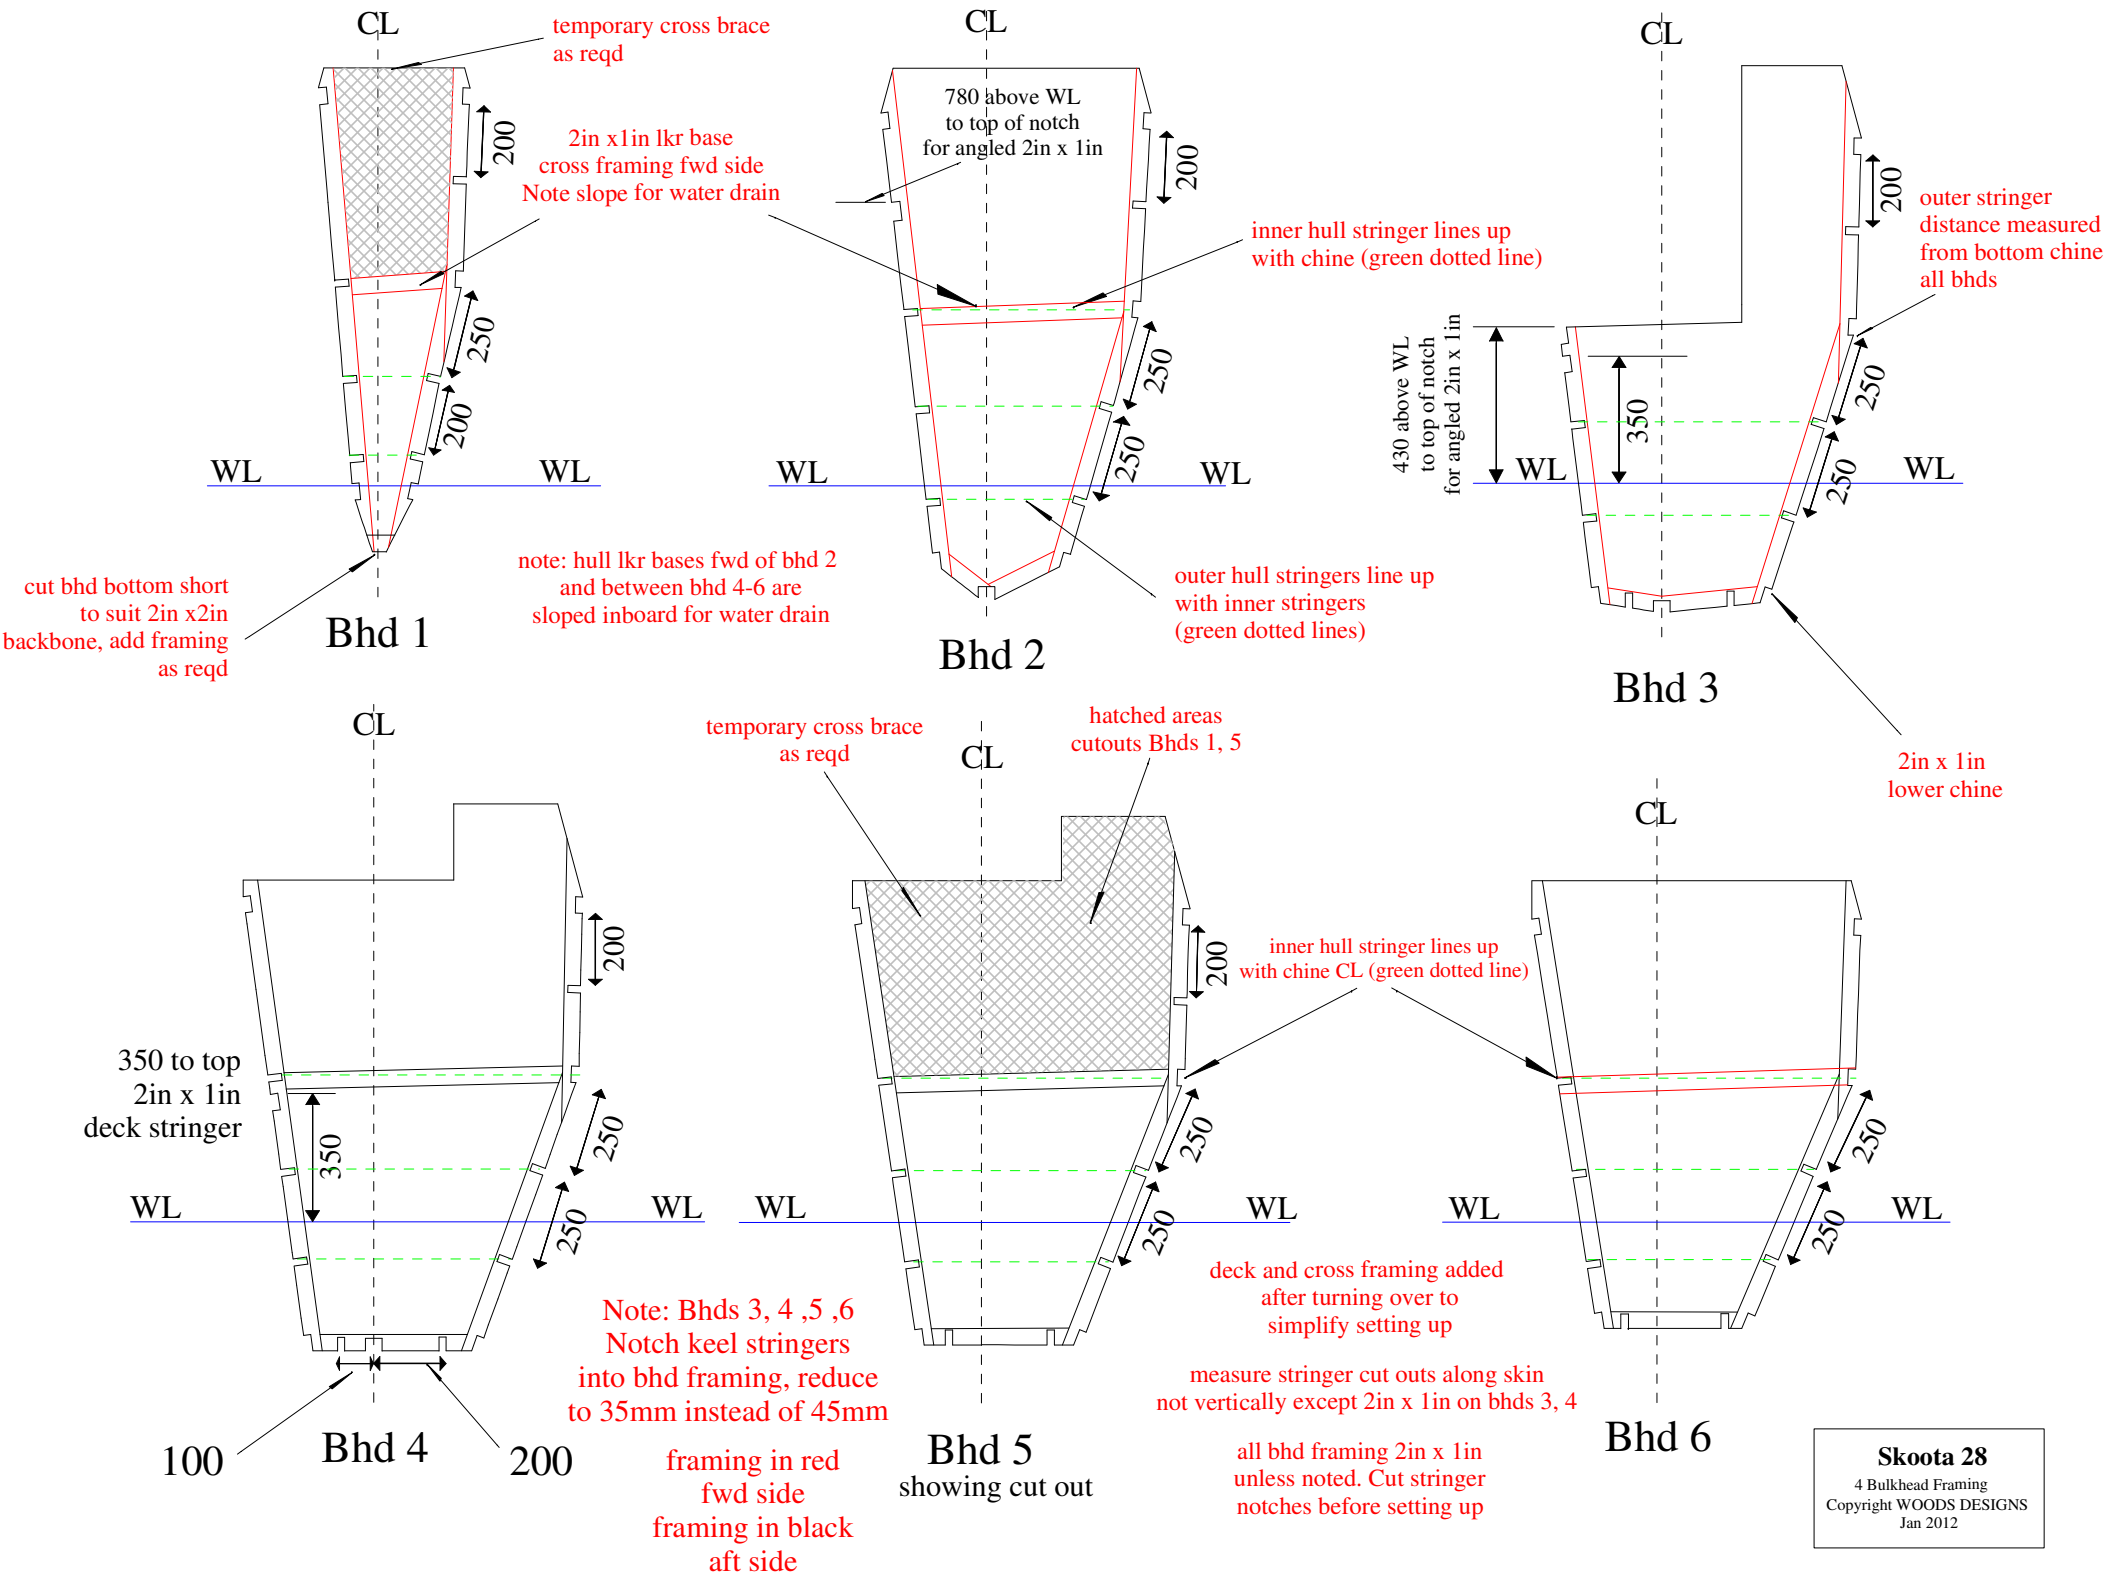 CL
temporary cross brace
as reqd
200
2in x1in lkr base
cross framing fwd side
Note slope for water drain
250
200
WL
WL
cut bhd bottom short
to suit 2in x2in
backbone, add framing
as reqd
Bhd 1
note: hull lkr bases fwd of bhd 2
and between bhd 4-6 are
sloped inboard for water drain
CL
780 above WL
to top of notch
for angled 2in x 1in
200
inner hull stringer lines up
with chine (green dotted line)
250
250
WL
WL
outer hull stringers line up
with inner stringers
(green dotted lines)
Bhd 2
CL
200
outer stringer
distance measured
from bottom chine
all bhds
430 above WL
to top of notch
for angled 2in x 1in
350
250
250
WL
WL
Bhd 3
2in x 1in
lower chine
CL
200
350 to top
2in x 1in
deck stringer
350
250
250
WL
WL
100
200
Bhd 4
temporary cross brace
as reqd
hatched areas
cutouts Bhds 1, 5
CL
200
inner hull stringer lines up
with chine CL (green dotted line)
250
250
WL
WL
Note: Bhds 3, 4 ,5 ,6
Notch keel stringers
into bhd framing, reduce
to 35mm instead of 45mm
framing in red
fwd side
framing in black
aft side
Bhd 5
showing cut out
CL
250
250
WL
WL
deck and cross framing added
after turning over to
simplify setting up
measure stringer cut outs along skin
not vertically except 2in x 1in on bhds 3, 4
all bhd framing 2in x 1in
unless noted. Cut stringer
notches before setting up
Bhd 6
Skoota 28
4 Bulkhead Framing
Copyright WOODS DESIGNS
Jan 2012